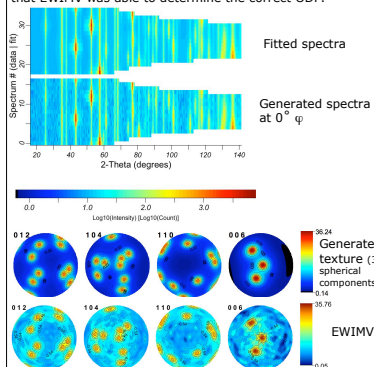 that EWIMV was able to determine the correct ODF.
Spectrum # (data | fit)
30
20
10
0
Fitted spectra
Generated spectra
at 0° φ
20 40 60 80 100 120 140
2-Theta (degrees)
0.0 1.0 2.0 3.0
Log10(Intensity) [Log10(Count)]
0 1 2 1 0 4 1 1 0 0 0 6
36.24
0.14
Generate
texture (3
spherical
components
0 1 2 1 0 4 1 1 0 0 0 6
35.76
0.05
EWIMV